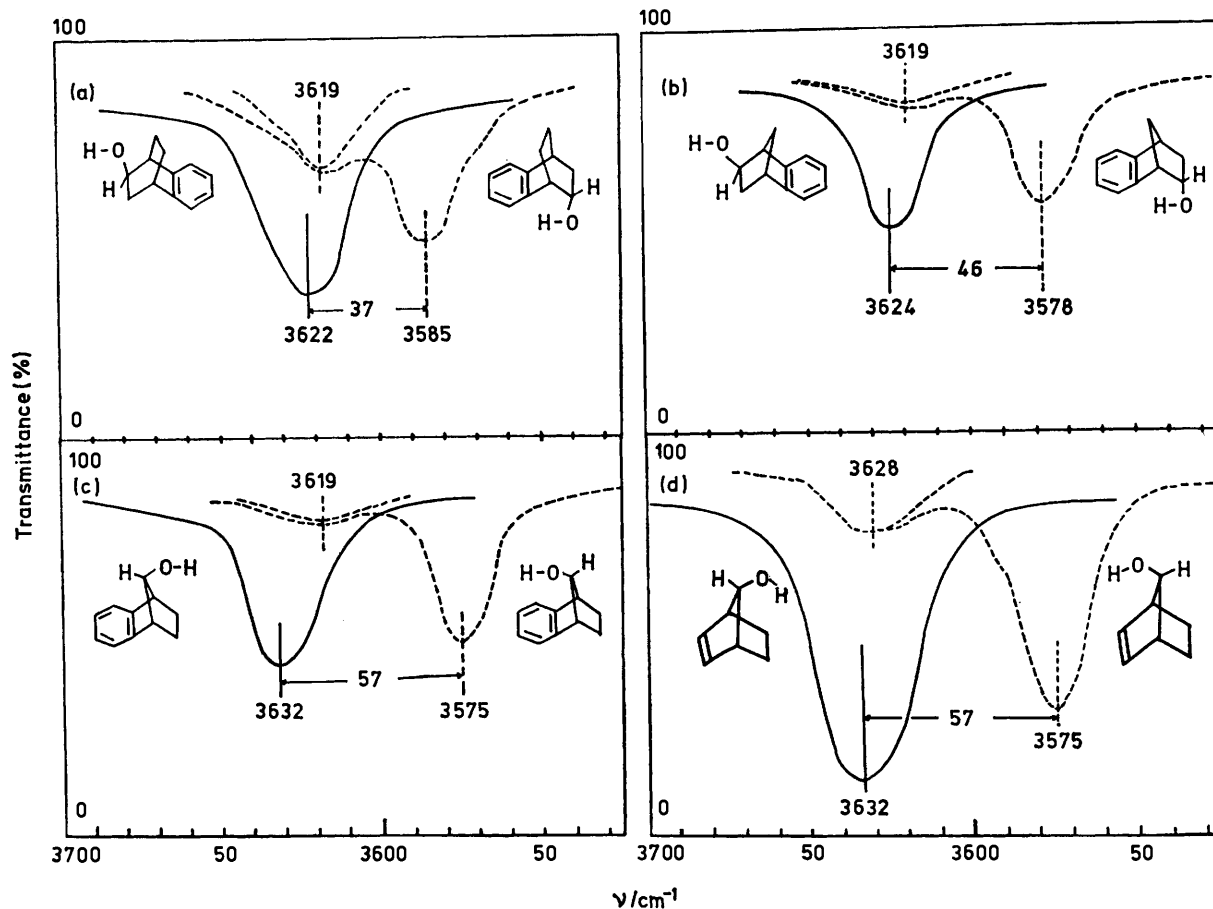 100
(a)
3619
H-O
H
H
H-O
37
3622
3585
0
100
(b)
3619
H-O
H
H
H-O
46
3624
3578
0
Transmittance (%)
100
(c)
3619
H
O-H
H-O
H
57
3632
3575
0
100
(d)
3628
H
O
H
H-O
H
57
3575
3632
0
3700
50
3600
50
3700
50
3600
50
ν/cm⁻¹